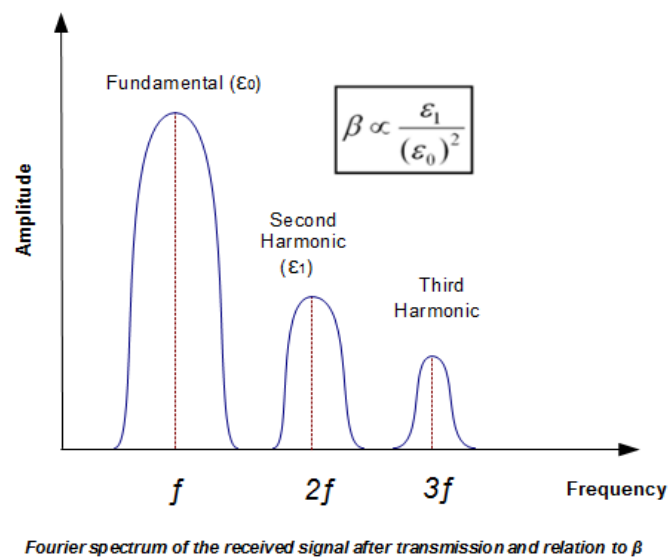 Fundamental (ε₀)
β ∝ ε₁ / (ε₀)²
Second
Harmonic
(ε₁)
Third
Harmonic
Amplitude
f
2f
3f
Frequency
Fourier spectrum of the received signal after transmission and relation to β